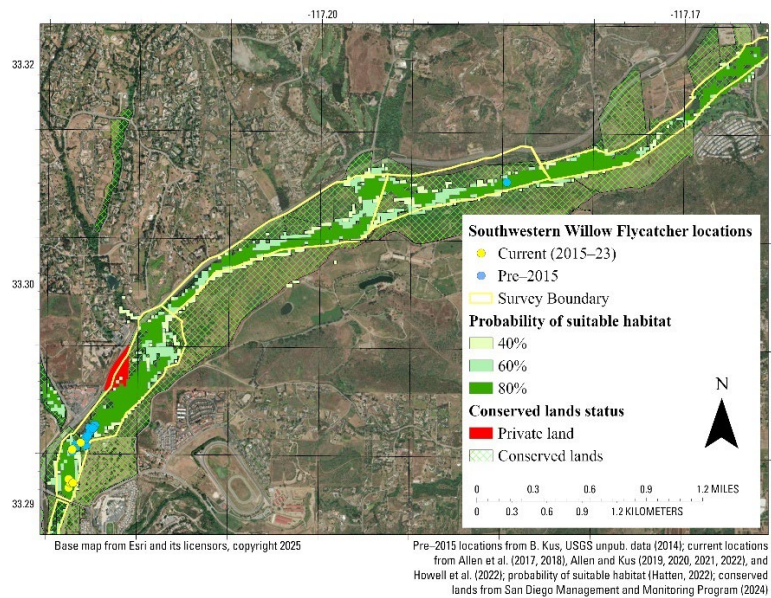 -117.20
-117.17
33.32
33.30
33.29
Southwestern Willow Flycatcher locations
Current (2015–23)
Pre–2015
Survey Boundary
Probability of suitable habitat
40%
60%
80%
Conserved lands status
Private land
Conserved lands
N
0 0.3 0.6 0.9 1.2 MILES
0 0.3 0.6 0.9 1.2 KILOMETERS
Base map from Esri and its licensors, copyright 2025
Pre–2015 locations from B. Kus, USGS unpub. data (2014); current locations
from Allen et al. (2017, 2018), Allen and Kus (2019, 2020, 2021, 2022), and
Howell et al. (2022); probability of suitable habitat (Hatten, 2022); conserved
lands from San Diego Management and Monitoring Program (2024)